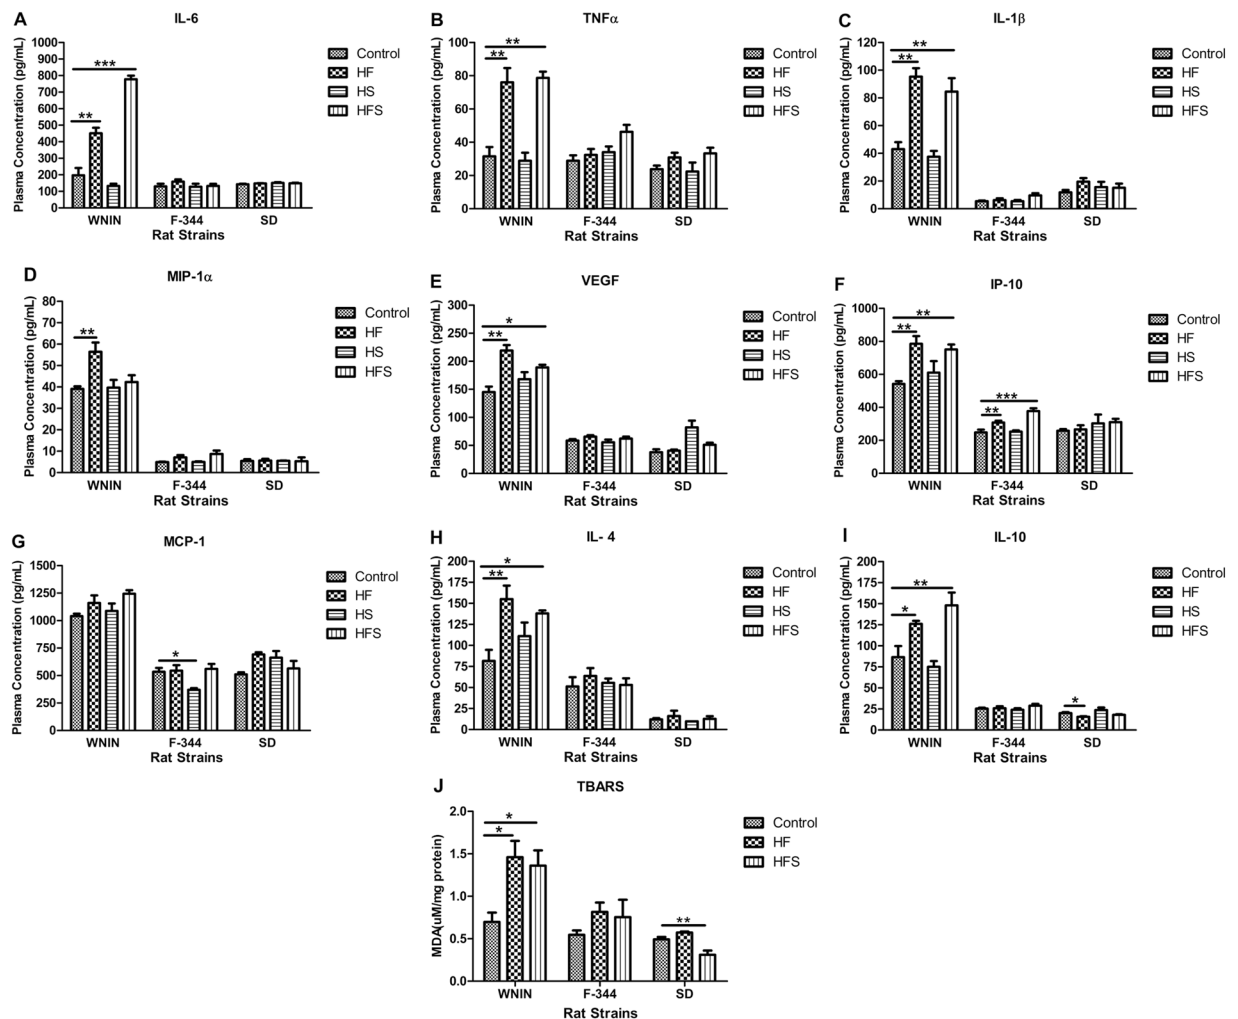 A
IL-6
Plasma Concentration (pg/mL)
1000
900
800
700
600
500
400
300
200
100
0
***
**
WNIN F-344 SD
Rat Strains
Control
HF
HS
HFS
B
TNFα
Plasma Concentration (pg/mL)
100
80
60
40
20
0
**
**
WNIN F-344 SD
Rat Strains
Control
HF
HS
HFS
C
IL-1β
Plasma Concentration (pg/mL)
120
100
80
60
40
20
0
**
**
WNIN F-344 SD
Rat Strains
Control
HF
HS
HFS
D
MIP-1α
Plasma Concentration (pg/mL)
80
70
60
50
40
30
20
10
0
**
WNIN F-344 SD
Rat Strains
Control
HF
HS
HFS
E
VEGF
Plasma Concentration (pg/mL)
300
250
200
150
100
50
0
*
**
WNIN F-344 SD
Rat Strains
Control
HF
HS
HFS
F
IP-10
Plasma Concentration (pg/mL)
1000
800
600
400
200
0
**
**
***
**
WNIN F-344 SD
Rat Strains
Control
HF
HS
HFS
G
MCP-1
Plasma Concentration (pg/mL)
1500
1250
1000
750
500
250
0
*
WNIN F-344 SD
Rat Strains
Control
HF
HS
HFS
H
IL- 4
Plasma Concentration (pg/mL)
200
175
150
125
100
75
50
25
0
*
**
WNIN F-344 SD
Rat Strains
Control
HF
HS
HFS
I
IL-10
Plasma Concentration (pg/mL)
200
175
150
125
100
75
50
25
0
**
*
*
WNIN F-344 SD
Rat Strains
Control
HF
HS
HFS
J
TBARS
MDA(uM/mg protein)
2.0
1.5
1.0
0.5
0.0
*
*
**
WNIN F-344 SD
Rat Strains
Control
HF
HFS